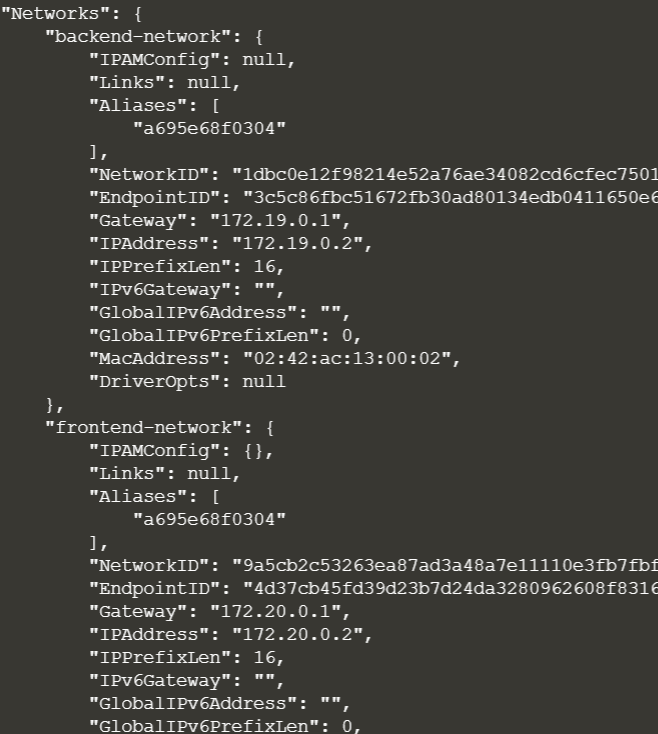 "Networks": {
"backend-network": {
"IPAMConfig": null,
"Links": null,
"Aliases": [
"a695e68f0304"
],
"NetworkID": "1dbc0e12f98214e52a76ae34082cd6cfec7501
"EndpointID": "3c5c86fbc51672fb30ad80134edb0411650e6
"Gateway": "172.19.0.1",
"IPAddress": "172.19.0.2",
"IPPrefixLen": 16,
"IPv6Gateway": "",
"GlobalIPv6Address": "",
"GlobalIPv6PrefixLen": 0,
"MacAddress": "02:42:ac:13:00:02",
"DriverOpts": null
},
"frontend-network": {
"IPAMConfig": {},
"Links": null,
"Aliases": [
"a695e68f0304"
],
"NetworkID": "9a5cb2c53263ea87ad3a48a7e11110e3fb7fbf
"EndpointID": "4d37cb45fd39d23b7d24da3280962608f8316
"Gateway": "172.20.0.1",
"IPAddress": "172.20.0.2",
"IPPrefixLen": 16,
"IPv6Gateway": "",
"GlobalIPv6Address": "",
"GlobalIPv6PrefixLen": 0,